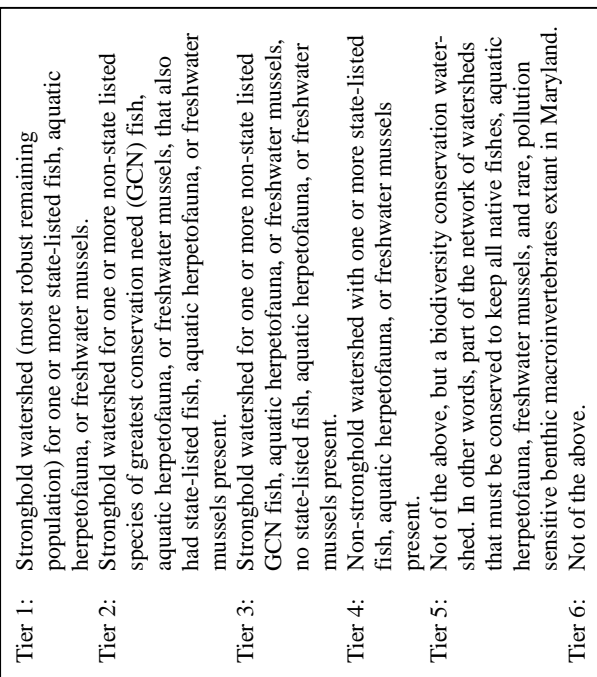 Tier 1: Stronghold watershed (most robust remaining
population) for one or more state-listed fish, aquatic
herpetofauna, or freshwater mussels.
Tier 2: Stronghold watershed for one or more non-state listed
species of greatest conservation need (GCN) fish,
aquatic herpetofauna, or freshwater mussels, that also
had state-listed fish, aquatic herpetofauna, or freshwater
mussels present.
Tier 3: Stronghold watershed for one or more non-state listed
GCN fish, aquatic herpetofauna, or freshwater mussels,
no state-listed fish, aquatic herpetofauna, or freshwater
mussels present.
Tier 4: Non-stronghold watershed with one or more state-listed
fish, aquatic herpetofauna, or freshwater mussels
present.
Tier 5: Not of the above, but a biodiversity conservation water-
shed. In other words, part of the network of watersheds
that must be conserved to keep all native fishes, aquatic
herpetofauna, freshwater mussels, and rare, pollution
sensitive benthic macroinvertebrates extant in Maryland.
Tier 6: Not of the above.